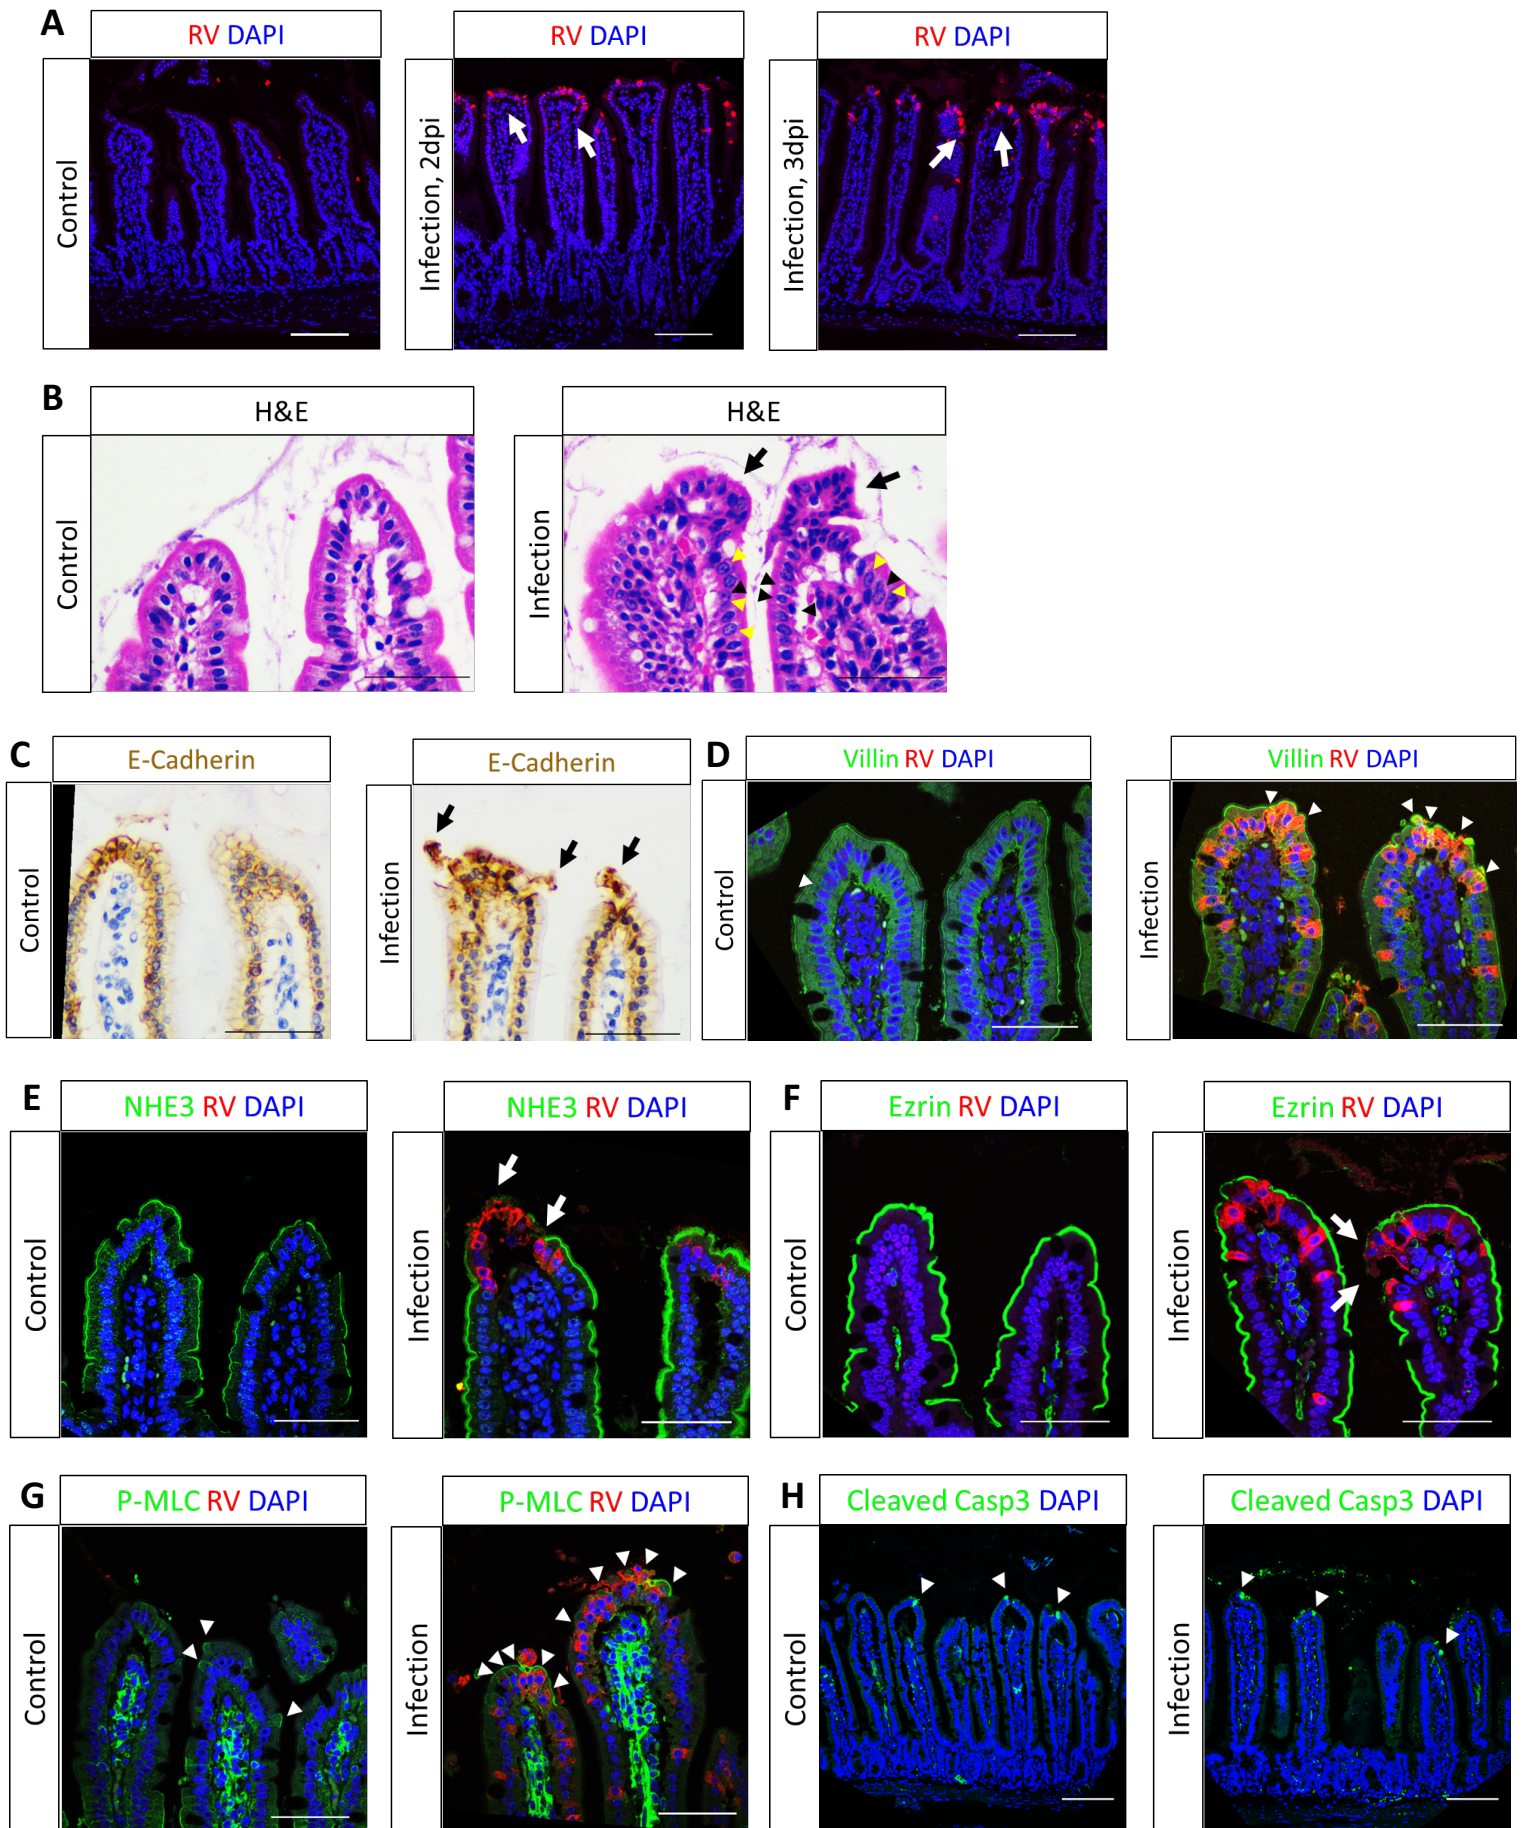 A
RV DAPI
RV DAPI
RV DAPI
Control
Infection, 2dpi
Infection, 3dpi
B
H&E
H&E
Control
Infection
C
E-Cadherin
E-Cadherin
D
Villin RV DAPI
Villin RV DAPI
Control
Infection
Control
Infection
E
NHE3 RV DAPI
NHE3 RV DAPI
F
Ezrin RV DAPI
Ezrin RV DAPI
Control
Infection
Control
Infection
G
P-MLC RV DAPI
P-MLC RV DAPI
H
Cleaved Casp3 DAPI
Cleaved Casp3 DAPI
Control
Infection
Control
Infection